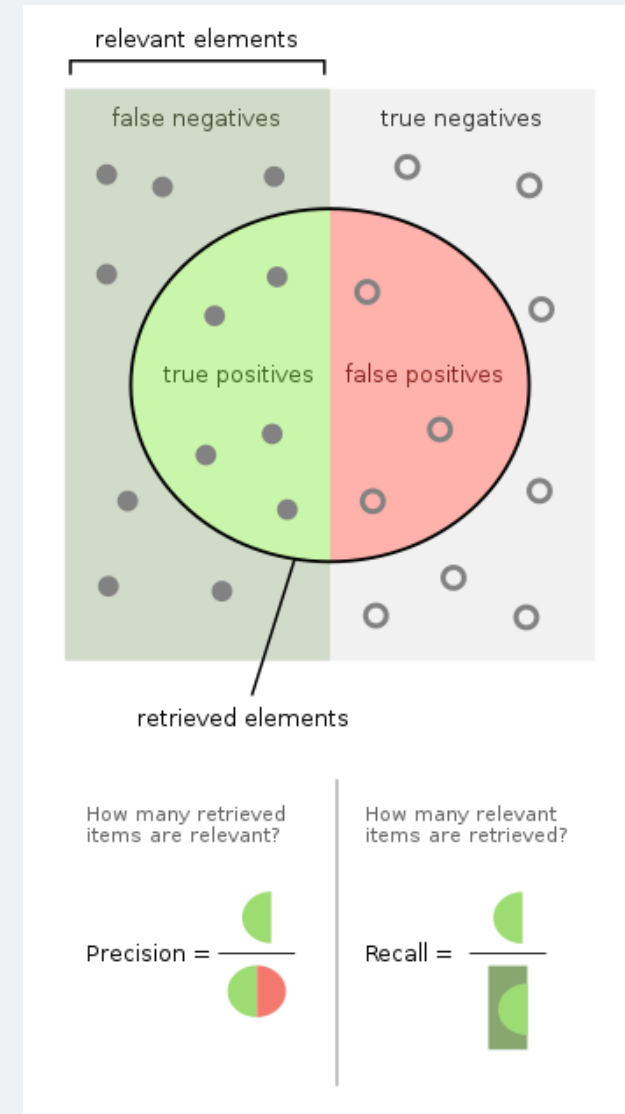 relevant elements
false negatives
true negatives
true positives
false positives
retrieved elements
How many retrieved
items are relevant?
Precision =
How many relevant
items are retrieved?
Recall =